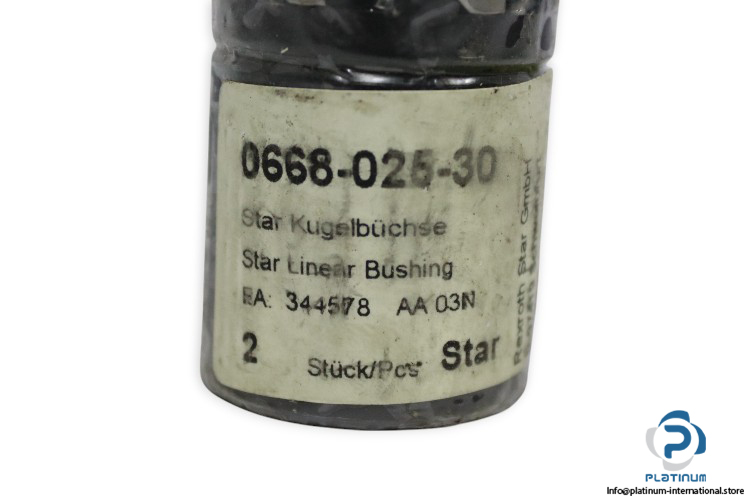 0668-025-30
Star Kugelbüchse
Star Linear Bushing
EA: 344578 AA 03N
2 Stück/Pcs Star
Rexroth Star GmbH
PLATINUM
Info@platinum-international.store